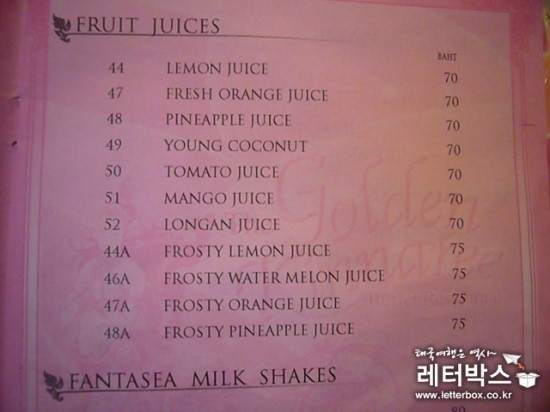 FRUIT JUICES
BAHT
44 LEMON JUICE 70
47 FRESH ORANGE JUICE 70
48 PINEAPPLE JUICE 70
49 YOUNG COCONUT 70
50 TOMATO JUICE 70
51 MANGO JUICE 70
52 LONGAN JUICE 70
44A FROSTY LEMON JUICE 75
46A FROSTY WATER MELON JUICE 75
47A FROSTY ORANGE JUICE 75
48A FROSTY PINEAPPLE JUICE 75
Golden
FANTASEA MILK SHAKES
태국여행은 역시~
레터박스
www.letterbox.co.kr